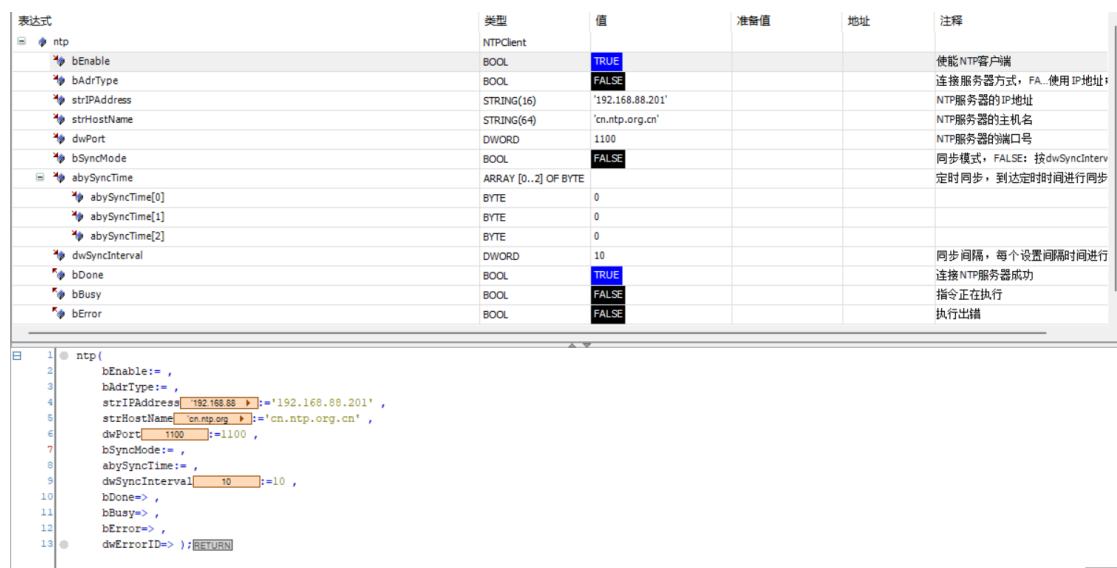 表达式 类型 值 准备值 地址 注释
ntp NTPClient
bEnable BOOL TRUE 使能NTP客户端
bAdrType BOOL FALSE 连接服务器方式，FA...使用IP地址
strIPAddress STRING(16) '192.168.88.201' NTP服务器的IP地址
strHostName STRING(64) 'cn.ntp.org.cn' NTP服务器的主机名
dwPort DWORD 1100 NTP服务器的端口号
bSyncMode BOOL FALSE 同步模式，FALSE：按dwSyncInterv
abySyncTime ARRAY [0..2] OF BYTE 定时同步，到达定时时间进行同步
abySyncTime[0] BYTE 0
abySyncTime[1] BYTE 0
abySyncTime[2] BYTE 0
dwSyncInterval DWORD 10 同步间隔，每个设置间隔时间进行
bDone BOOL TRUE 连接NTP服务器成功
bBusy BOOL FALSE 指令正在执行
bError BOOL FALSE 执行出错
1 ntp(
2 bEnable:= ,
3 bAdrType:= ,
4 strIPAddress '192.168.88 :='192.168.88.201' ,
5 strHostName 'cn.ntp.org :='cn.ntp.org.cn' ,
6 dwPort 1100 :=1100 ,
7 bSyncMode:= ,
8 abySyncTime:= ,
9 dwSyncInterval 10 :=10 ,
10 bDone=> ,
11 bBusy=> ,
12 bError=> ,
13 dwErrorID=> );RETURN